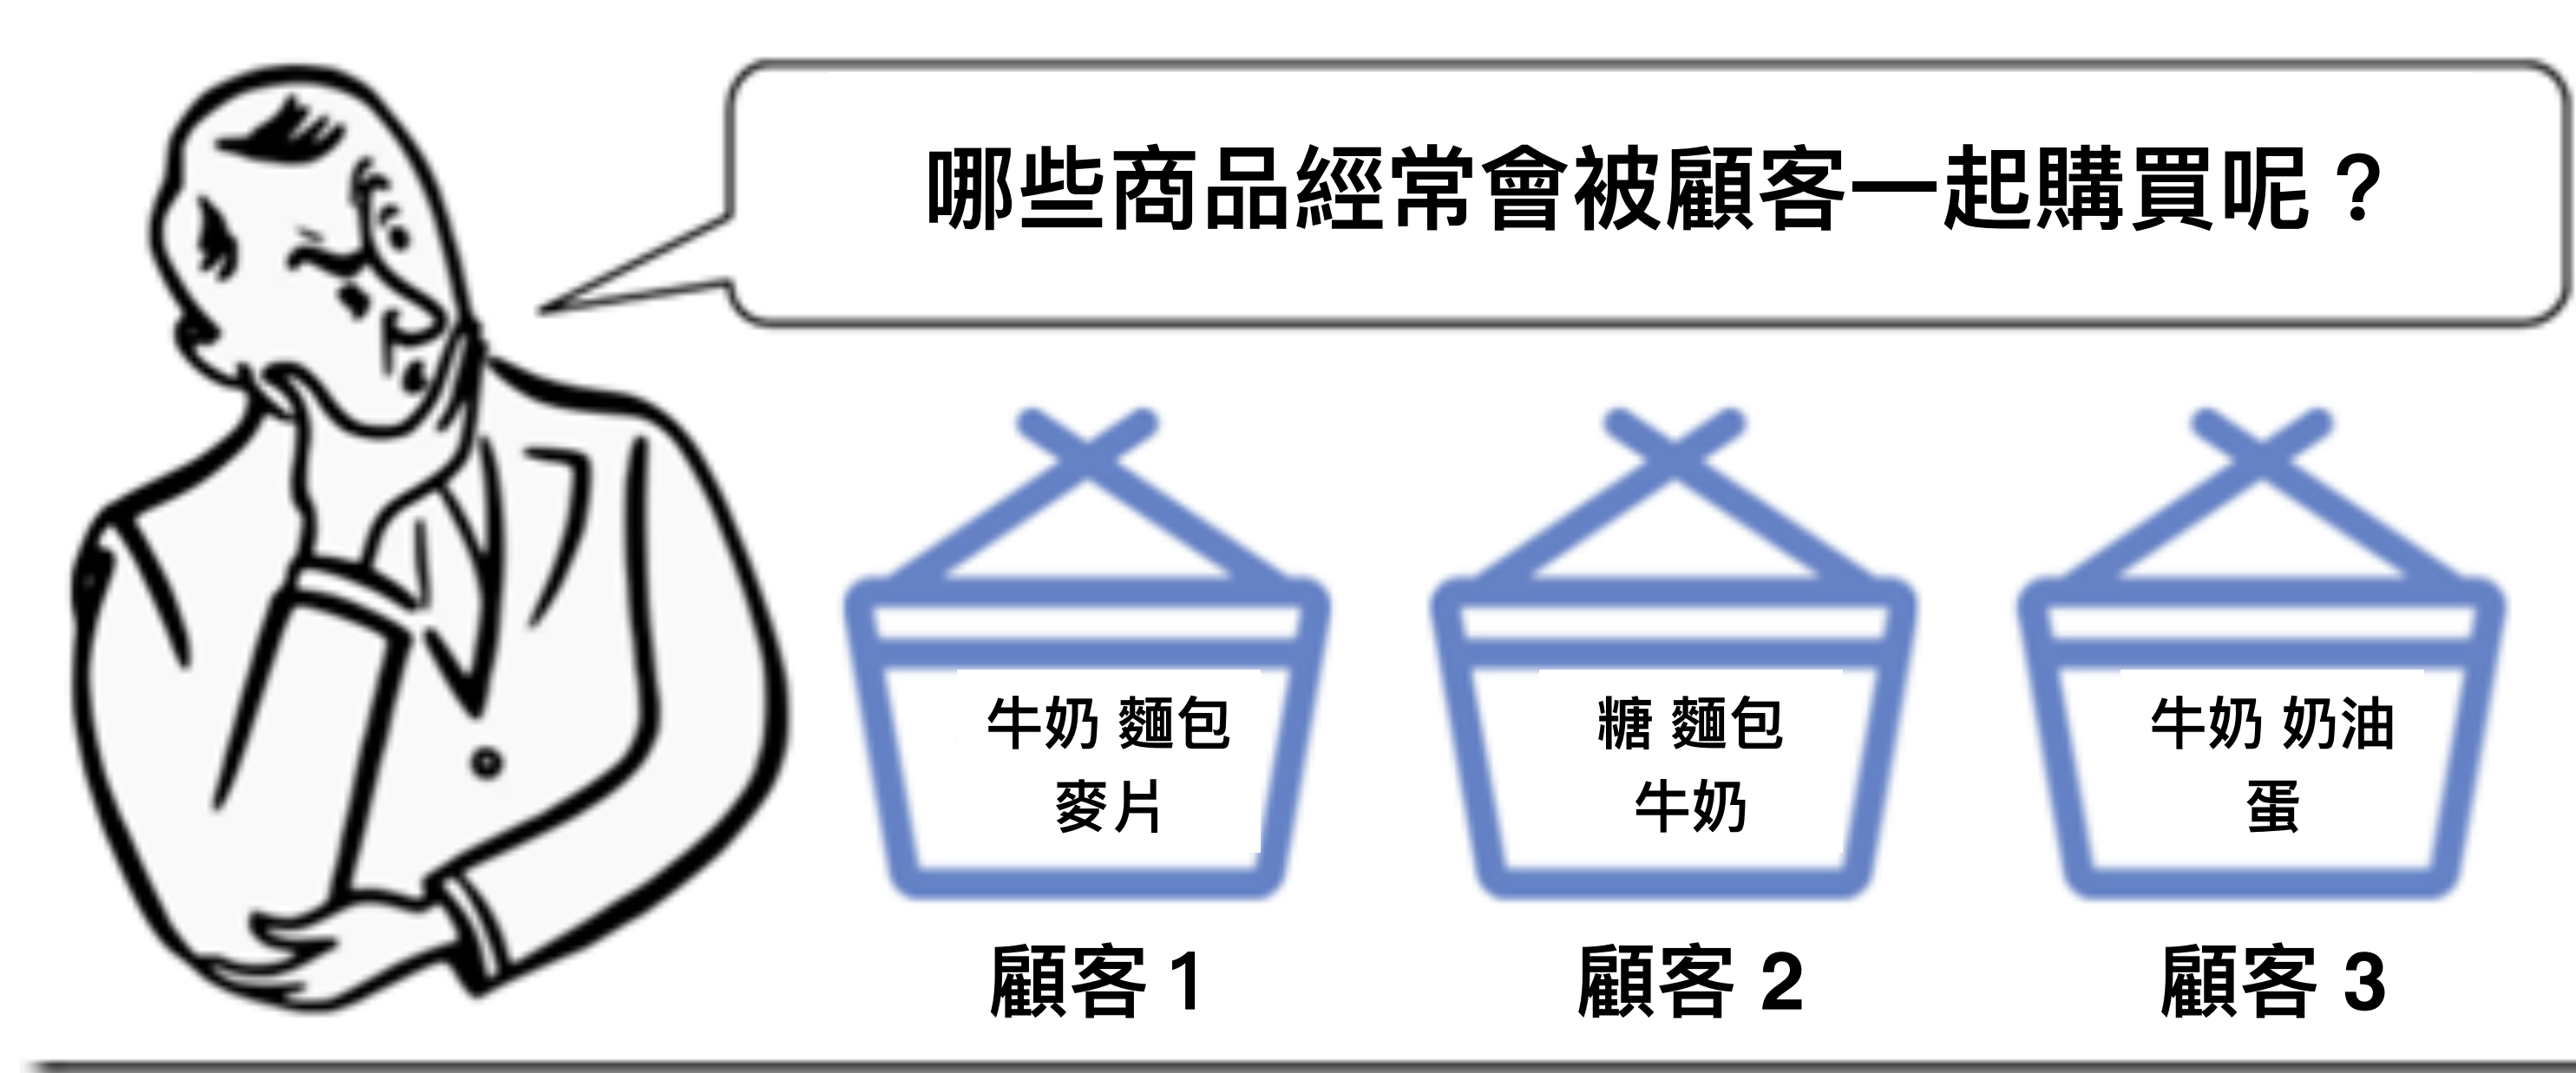 哪些商品經常會被顧客一起購買呢?
牛奶 麵包
麥片
糖 麵包
牛奶
牛奶 奶油
蛋
顧客 1
顧客 2
顧客 3